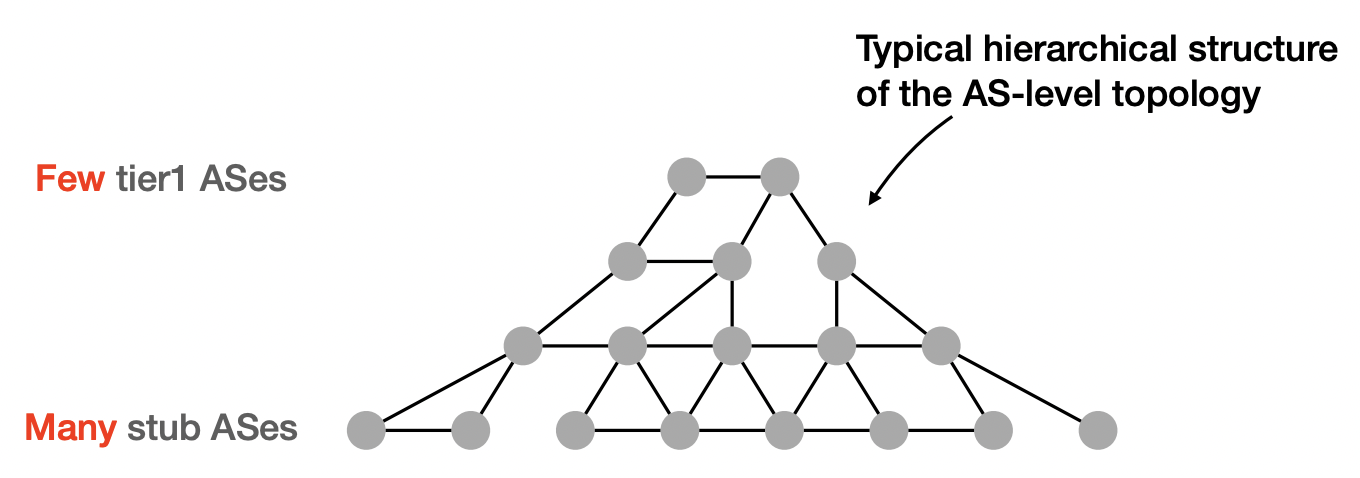 Typical hierarchical structure
of the AS-level topology
Few tier1 ASes
Many stub ASes